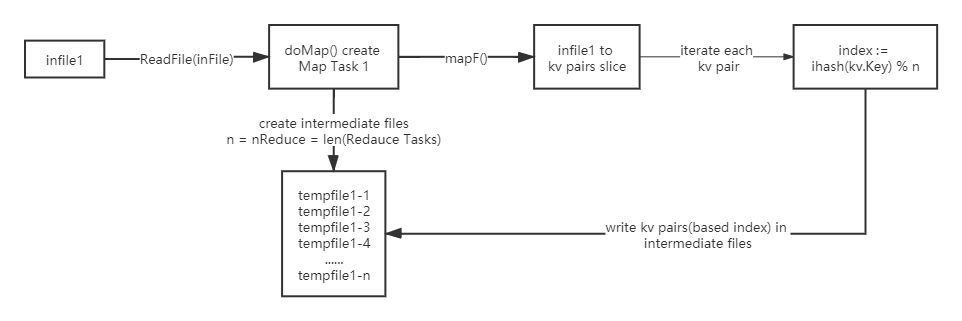 infile1
ReadFile(inFile)
doMap() create
Map Task 1
mapF()
infile1 to
kv pairs slice
iterate each
kv pair
index :=
ihash(kv.Key) % n
create intermediate files
n = nReduce = len(Redauce Tasks)
tempfile1-1
tempfile1-2
tempfile1-3
tempfile1-4
......
tempfile1-n
write kv pairs(based index) in
intermediate files